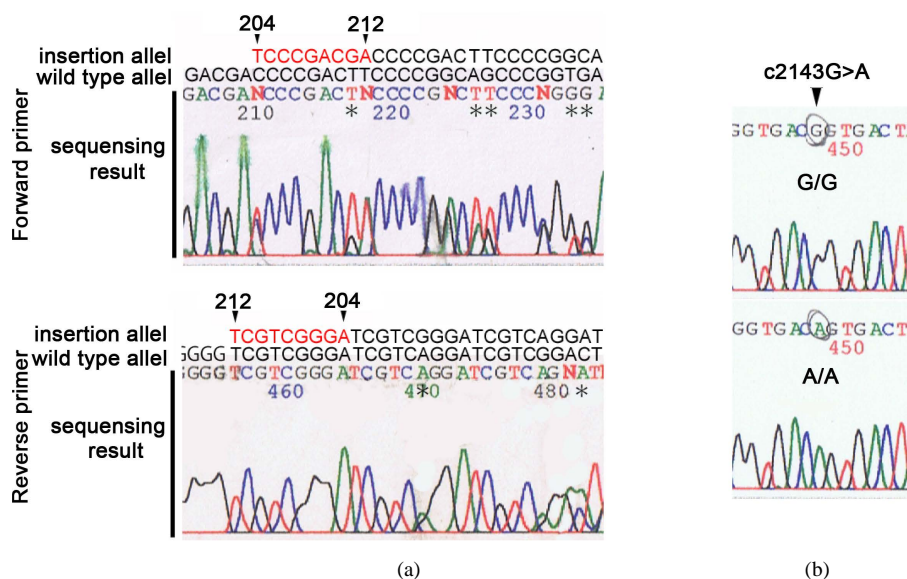 204 212
insertion allel TCCCGACGACCCCGACTTCCCCGGCA
wild type allel GACGACCCCGACTTCCCCGGCAGCCCGGTGA
GACGANCCCGACTNCCCCGNCTTCCCNGGGA
210 * 220 ** 230 **
Forward primer
sequensing
result
212 204
insertion allel TCGTCGGGATCGTCGGGATCGTCAGGAT
wild type allel GGGGTCGTCGGGATCGTCAGGATCGTCGGACT
GGGGTCGTCGGGATCGTCAGGATCGTCAGNAT
460 470 * 480 *
Reverse primer
sequensing
result
(a)
c2143G>A
GGTGACGGTGACT
450
G/G
GGTGACAGTGACT
450
A/A
(b)